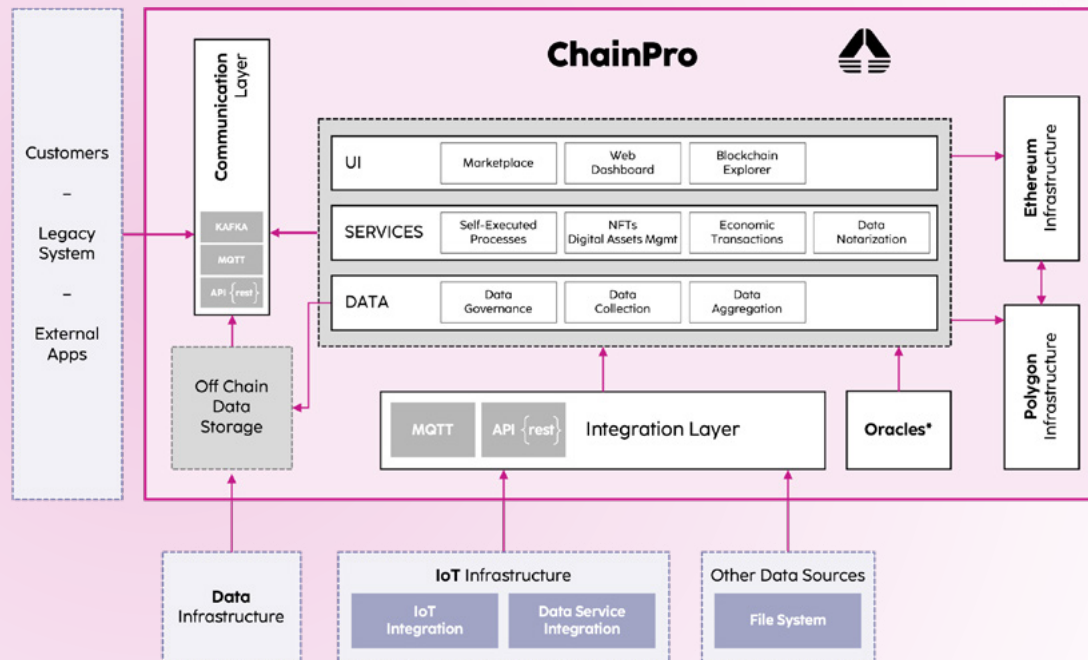 ChainPro
Customers
–
Legacy
System
–
External
Apps
Communication
Layer
KAFKA
MQTT
API {rest}
UI
Marketplace
Web
Dashboard
Blockchain
Explorer
SERVICES
Self-Executed
Processes
NFTs
Digital Assets Mgmt
Economic
Transactions
Data
Notarization
DATA
Data
Governance
Data
Collection
Data
Aggregation
Ethereum
Infrastructure
Polygon
Infrastructure
Off Chain
Data
Storage
MQTT
API {rest}
Integration Layer
Oracles*
Data
Infrastructure
IoT Infrastructure
IoT
Integration
Data Service
Integration
Other Data Sources
File System